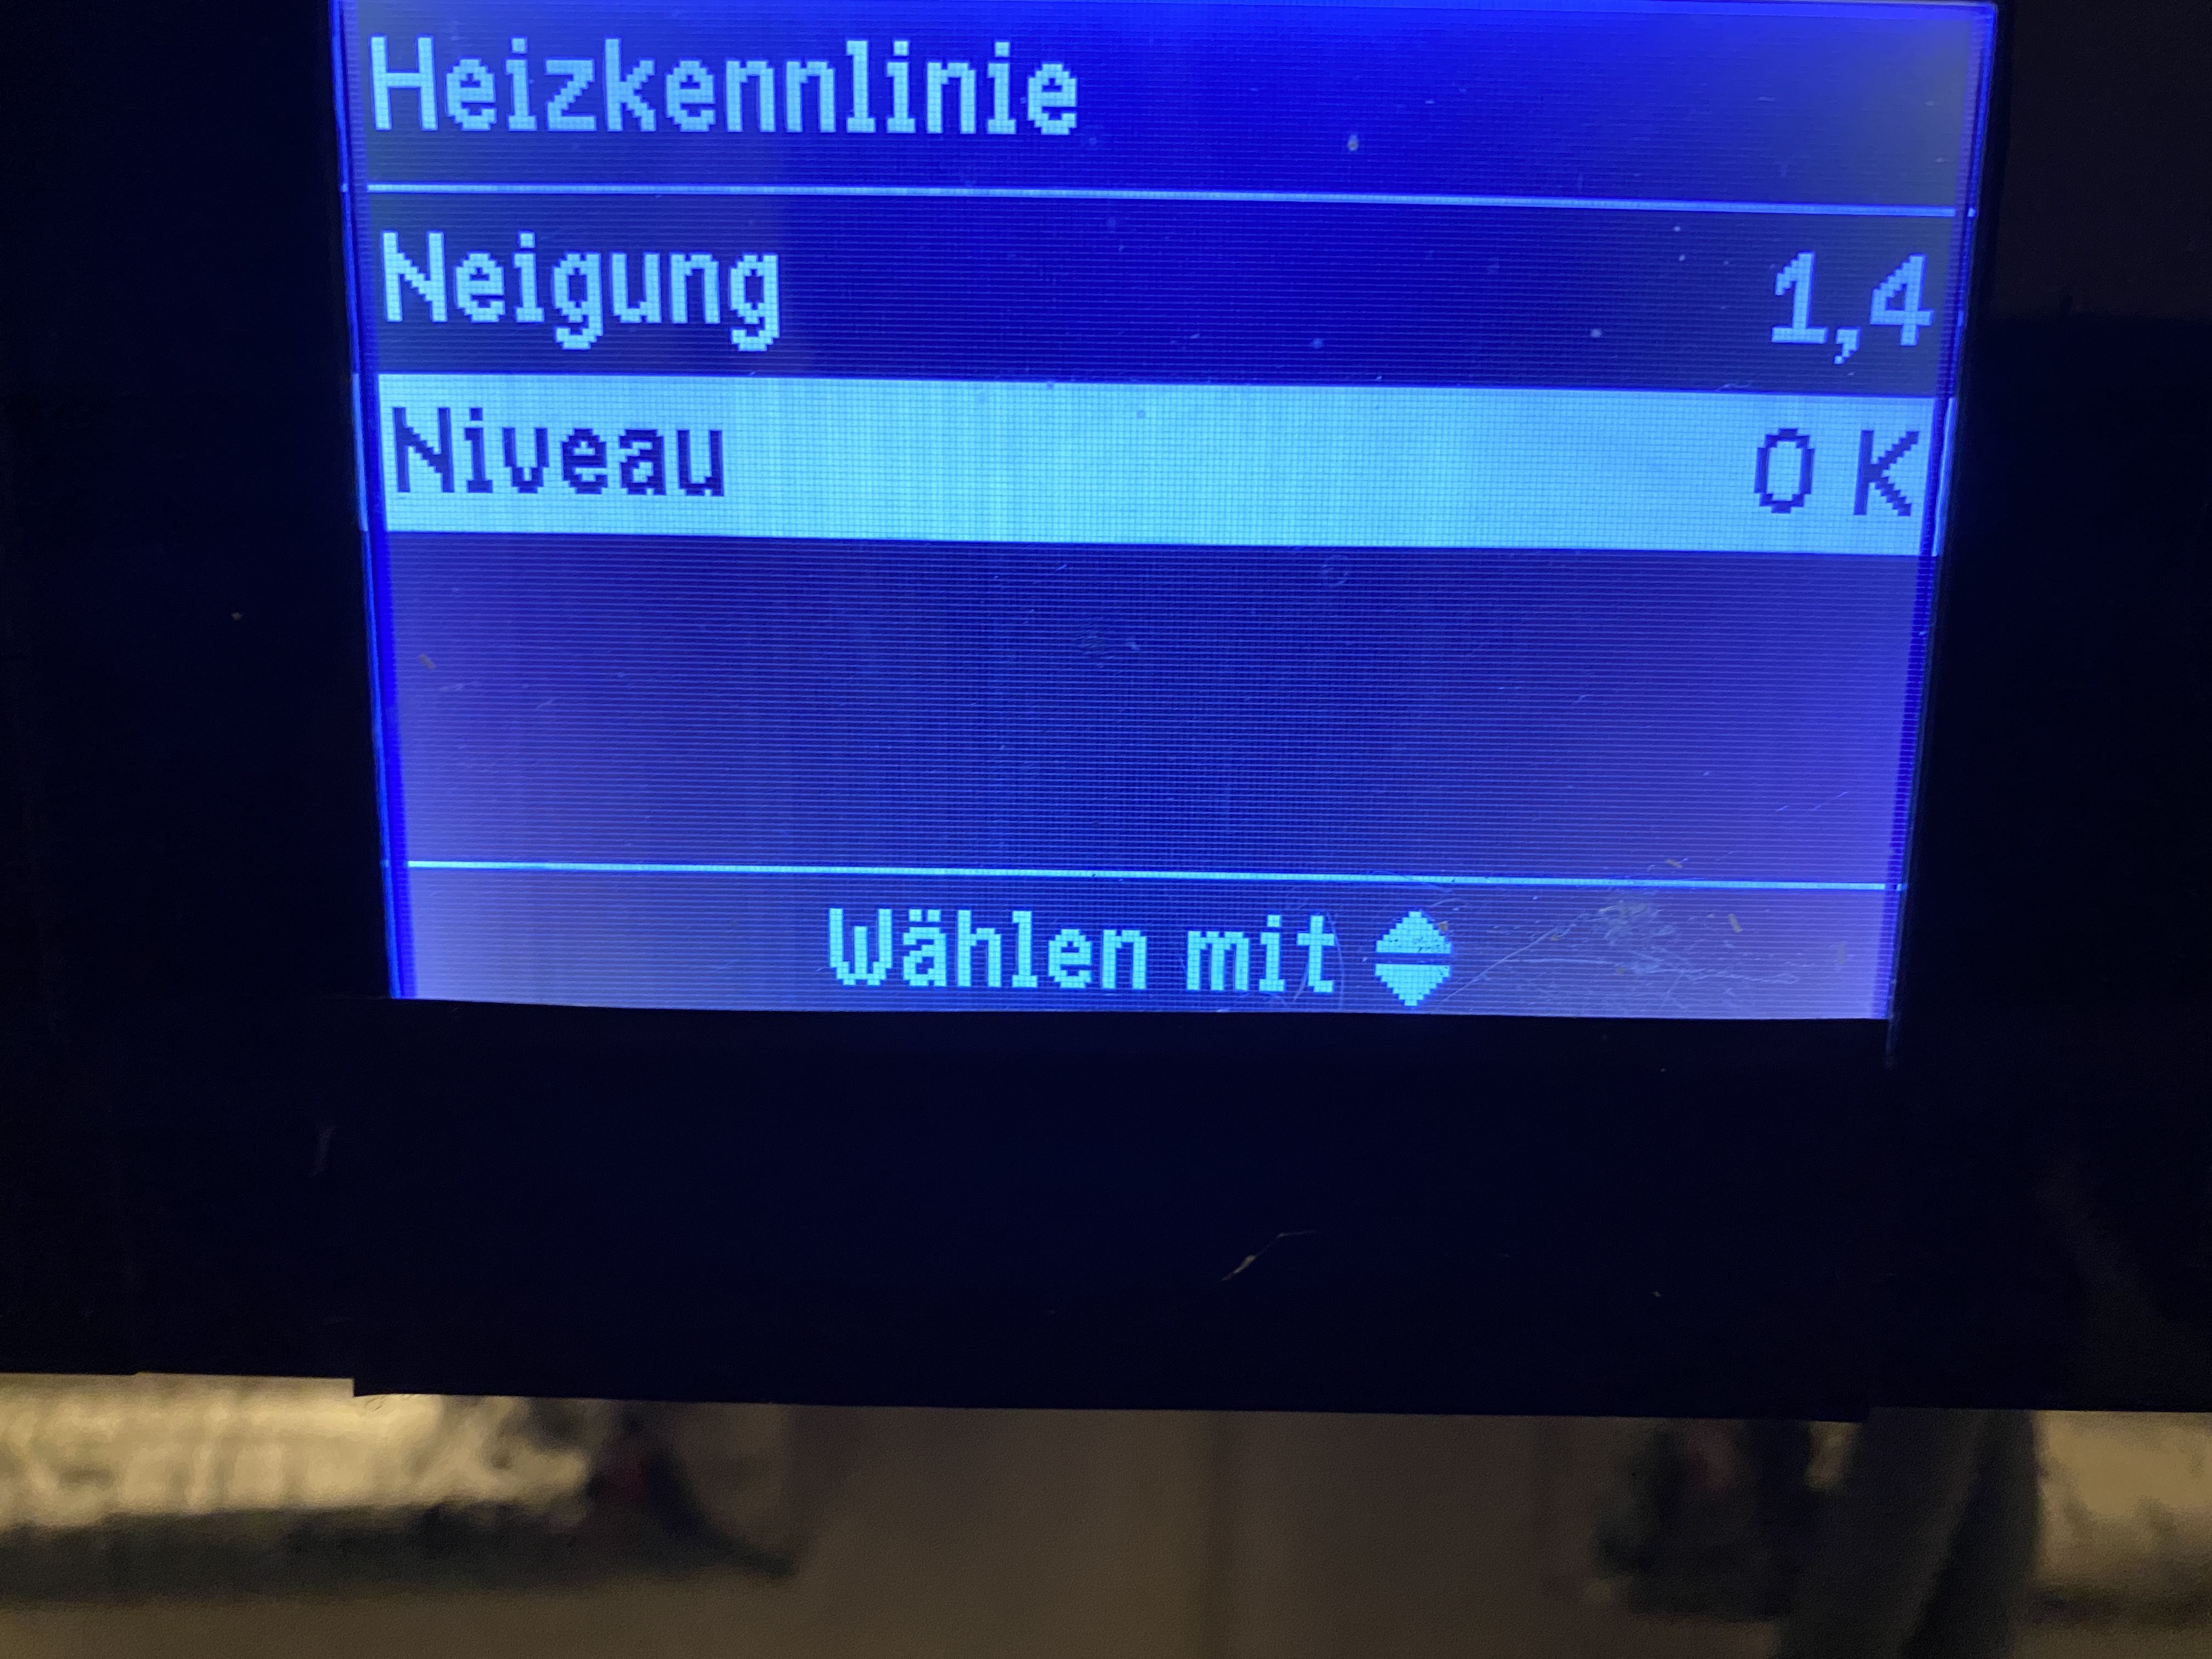 Heizkennlinie
Neigung 1,4
Niveau 0 K
Wählen mit